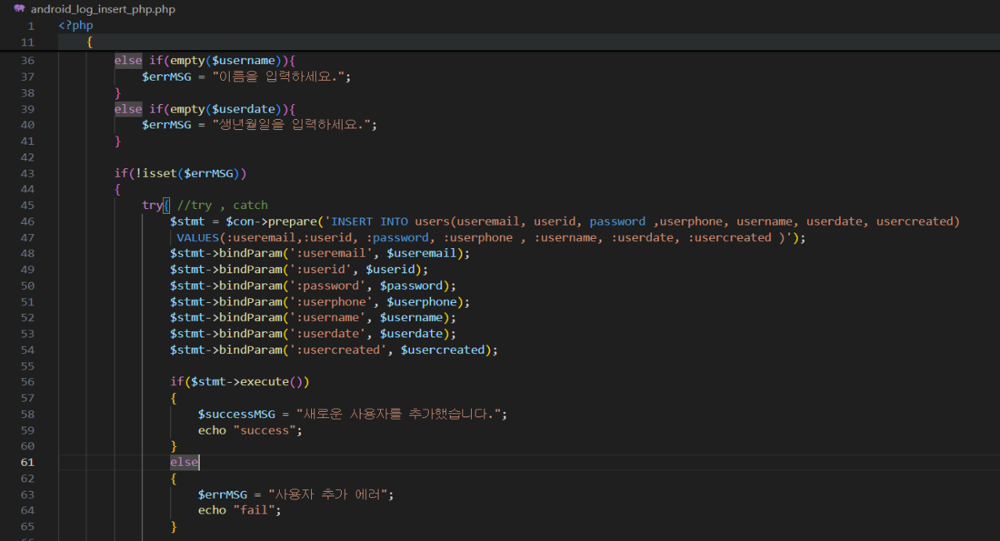 android_log_insert_php.php
1 <?php
11 {
36 else if(empty($username)){
37 $errMSG = "이름을 입력하세요.";
38 }
39 else if(empty($userdate)){
40 $errMSG = "생년월일을 입력하세요.";
41 }
42
43 if(!isset($errMSG))
44 {
45 try{ //try , catch
46 $stmt = $con->prepare('INSERT INTO users(useremail, userid, password ,userphone, username, userdate, usercreated)
47 VALUES(:useremail,:userid, :password, :userphone , :username, :userdate, :usercreated )');
48 $stmt->bindParam(':useremail', $useremail);
49 $stmt->bindParam(':userid', $userid);
50 $stmt->bindParam(':password', $password);
51 $stmt->bindParam(':userphone', $userphone);
52 $stmt->bindParam(':username', $username);
53 $stmt->bindParam(':userdate', $userdate);
54 $stmt->bindParam(':usercreated', $usercreated);
55
56 if($stmt->execute())
57 {
58 $successMSG = "새로운 사용자를 추가했습니다.";
59 echo "success";
60 }
61 else
62 {
63 $errMSG = "사용자 추가 에러";
64 echo "fail";
65 }